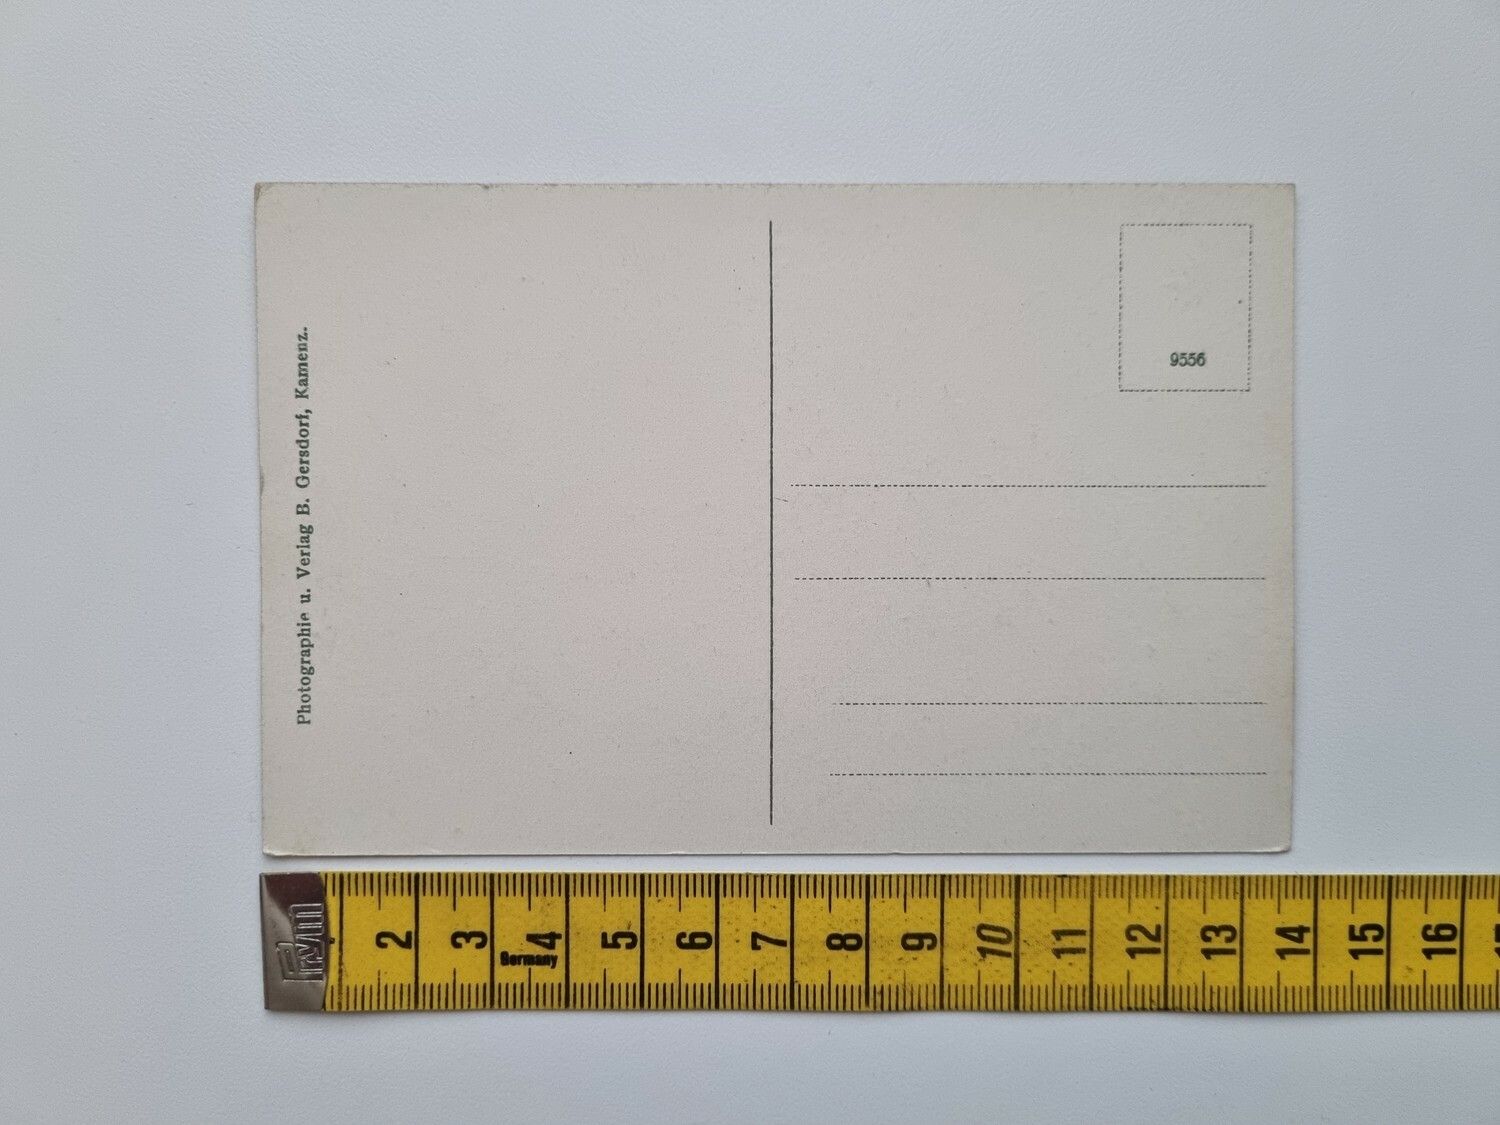 Photographie u. Verlag B. Gersdorf, Kamenz.
9556
Prym
2 3 4 5 6 7 8 9 10 11 12 13 14 15 16
Germany